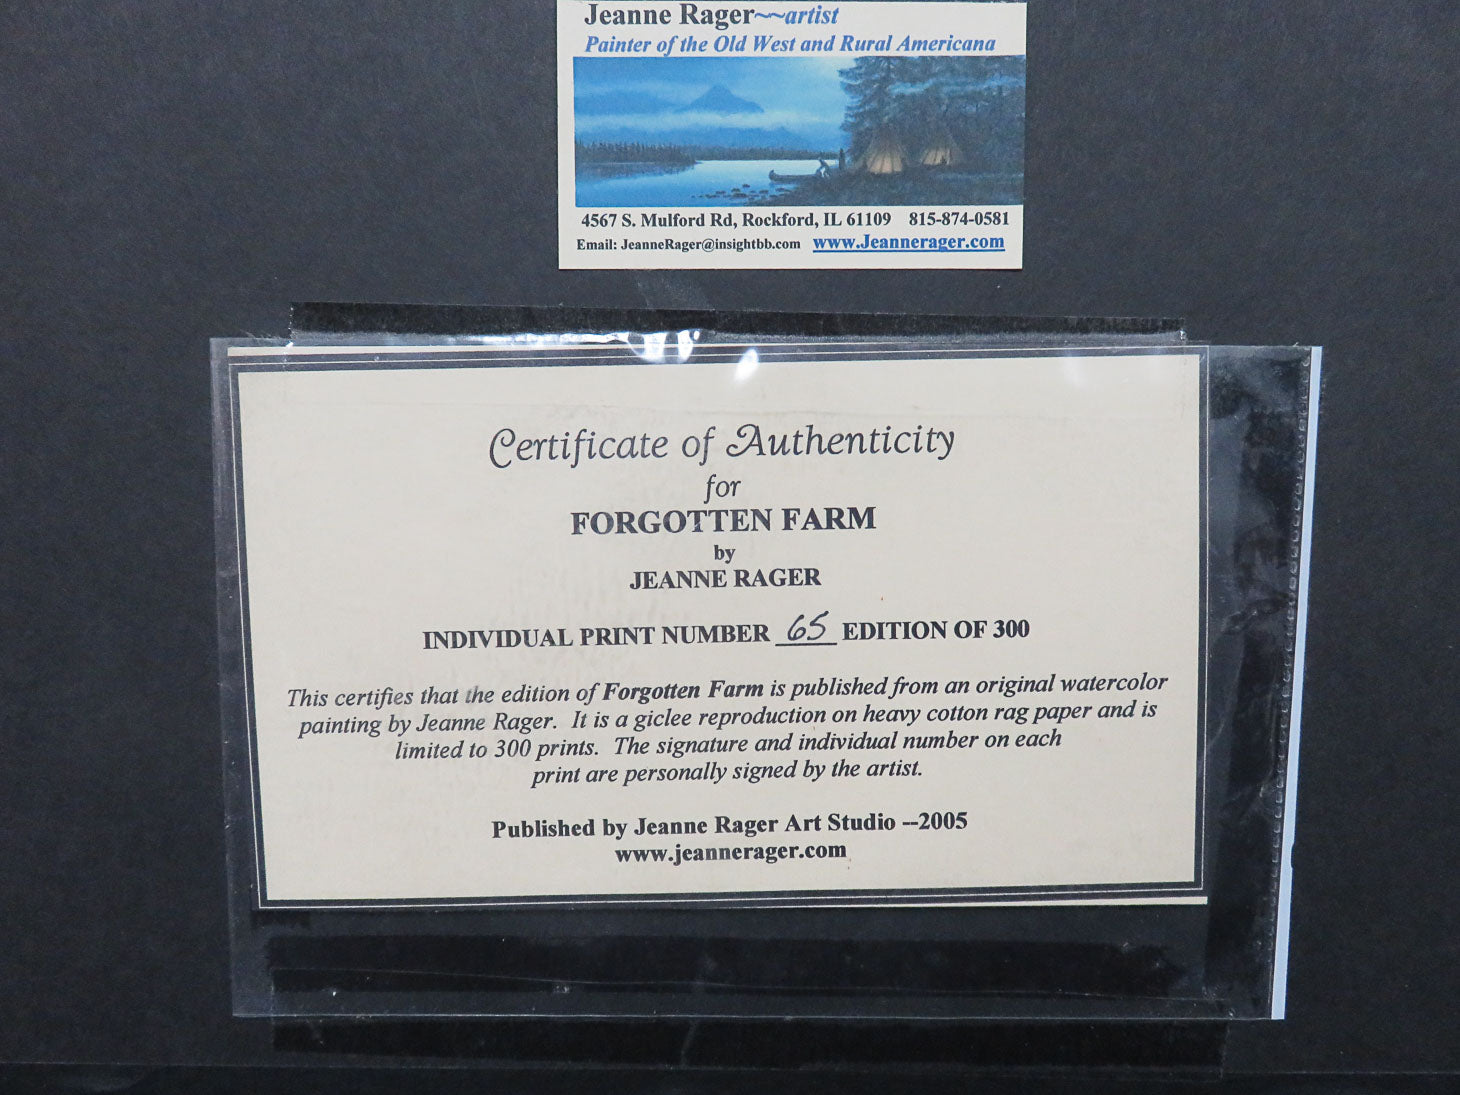 Jeanne Rager~~artist
Painter of the Old West and Rural Americana
4567 S. Mulford Rd, Rockford, IL 61109 815-874-0581
Email: JeanneRager@insightbb.com www.Jeannerager.com
Certificate of Authenticity
for
FORGOTTEN FARM
by
JEANNE RAGER
INDIVIDUAL PRINT NUMBER 65 EDITION OF 300
This certifies that the edition of Forgotten Farm is published from an original watercolor
painting by Jeanne Rager. It is a giclee reproduction on heavy cotton rag paper and is
limited to 300 prints. The signature and individual number on each
print are personally signed by the artist.
Published by Jeanne Rager Art Studio --2005
www.jeannerager.com